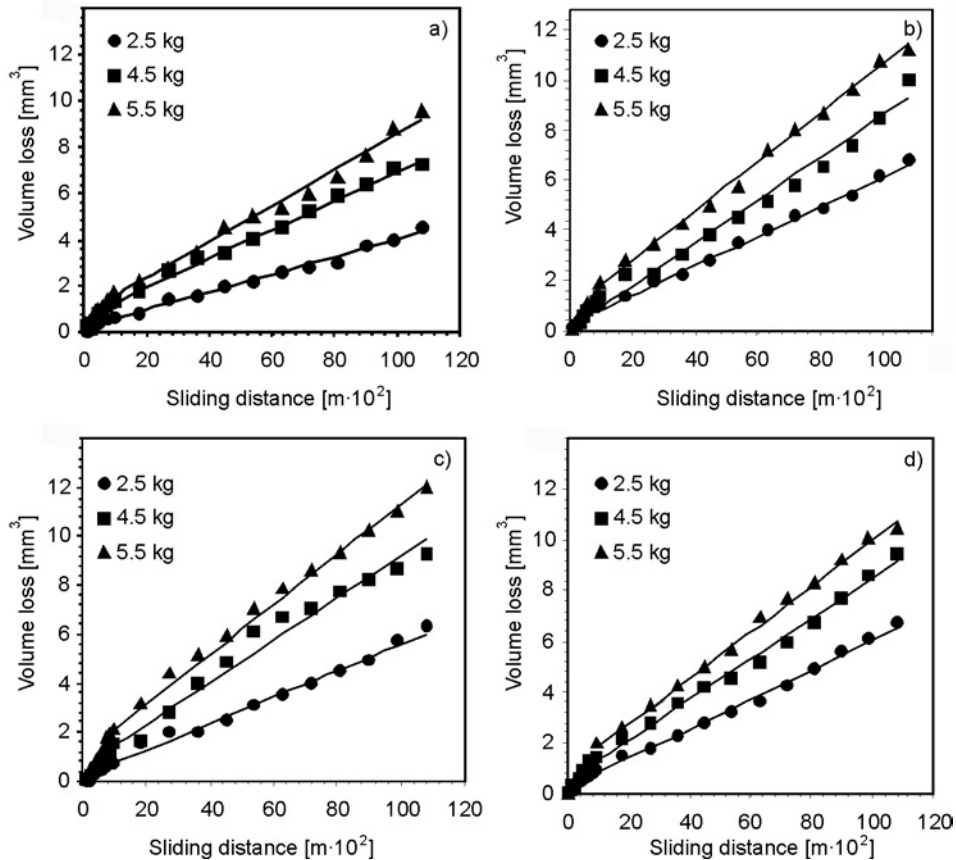 a)
2.5 kg
4.5 kg
5.5 kg
12
10
8
6
4
2
0
0 20 40 60 80 100 120
Volume loss [mm³]
Sliding distance [m·10²]
b)
2.5 kg
4.5 kg
5.5 kg
12
10
8
6
4
2
0
0 20 40 60 80 100
Volume loss [mm³]
Sliding distance [m·10²]
c)
2.5 kg
4.5 kg
5.5 kg
12
10
8
6
4
2
0
0 20 40 60 80 100 120
Volume loss [mm³]
Sliding distance [m·10²]
d)
2.5 kg
4.5 kg
5.5 kg
12
10
8
6
4
2
0
0 20 40 60 80 100 120
Volume loss [mm³]
Sliding distance [m·10²]